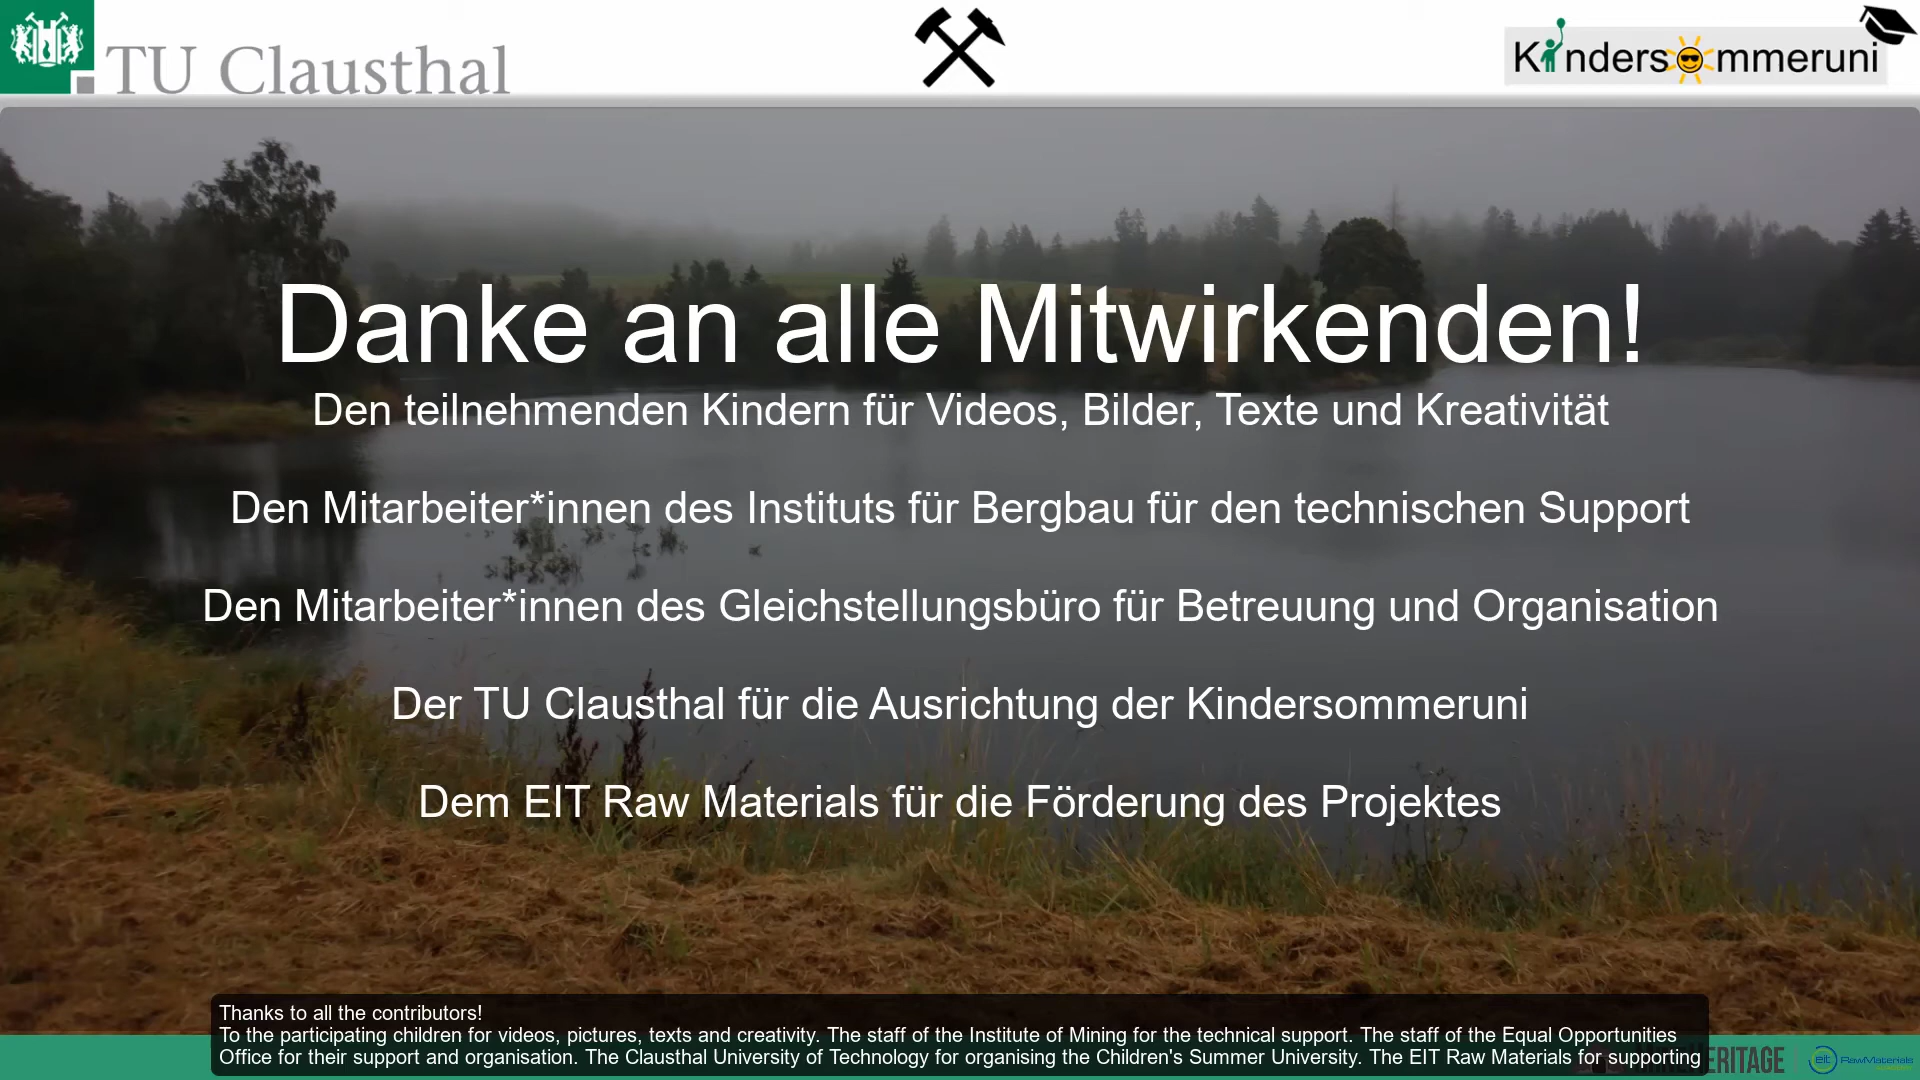 TU Clausthal
Kindersommeruni
Danke an alle Mitwirkenden!
Den teilnehmenden Kindern für Videos, Bilder, Texte und Kreativität
Den Mitarbeiter*innen des Instituts für Bergbau für den technischen Support
Den Mitarbeiter*innen des Gleichstellungsbüro für Betreuung und Organisation
Der TU Clausthal für die Ausrichtung der Kindersommeruni
Dem EIT Raw Materials für die Förderung des Projektes
Thanks to all the contributors!
To the participating children for videos, pictures, texts and creativity. The staff of the Institute of Mining for the technical support. The staff of the Equal Opportunities
Office for their support and organisation. The Clausthal University of Technology for organising the Children's Summer University. The EIT Raw Materials for supporting
eit RawMaterials